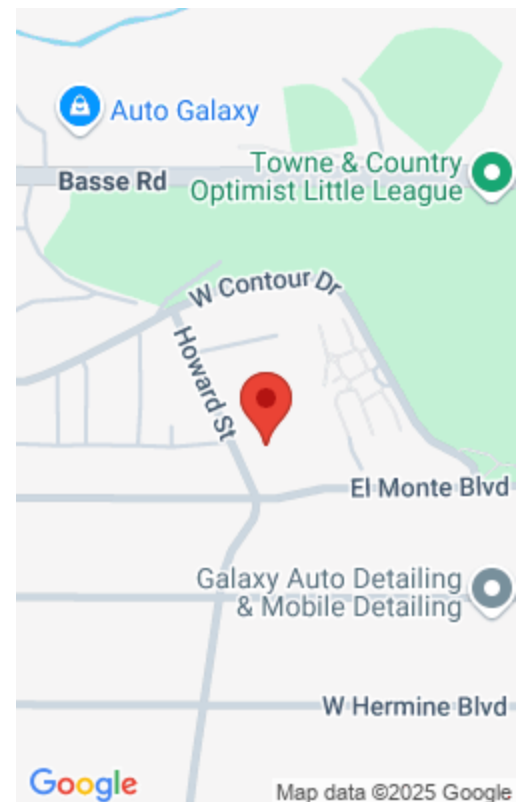 Auto Galaxy
Towne & Country
Optimist Little League
Basse Rd
W Contour Dr
Howard St
El Monte Blvd
Galaxy Auto Detailing
& Mobile Detailing
W Hermine Blvd
Google
Map data ©2025 Google